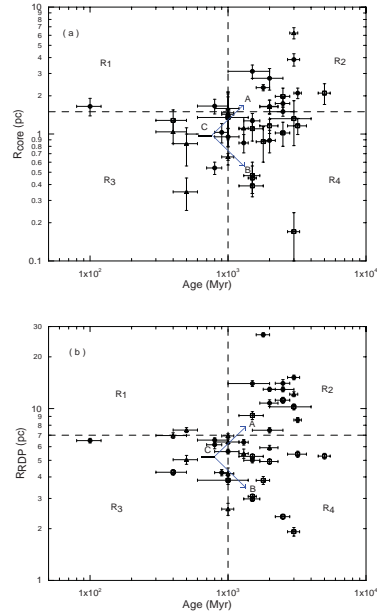 10
9
8
7
6
5
4
3
2
1
0.9
0.8
0.7
0.6
0.5
0.4
0.3
0.2
0.1
Rcore (pc)
( a )
R1
R2
A
C
B
R3
R4
1x10²
1x10³
1x10⁴
Age (Myr)
30
20
10
9
8
7
6
5
4
3
2
1
RRDP (pc)
( b )
R1
R2
A
C
B
R3
R4
1x10²
1x10³
1x10⁴
Age (Myr)